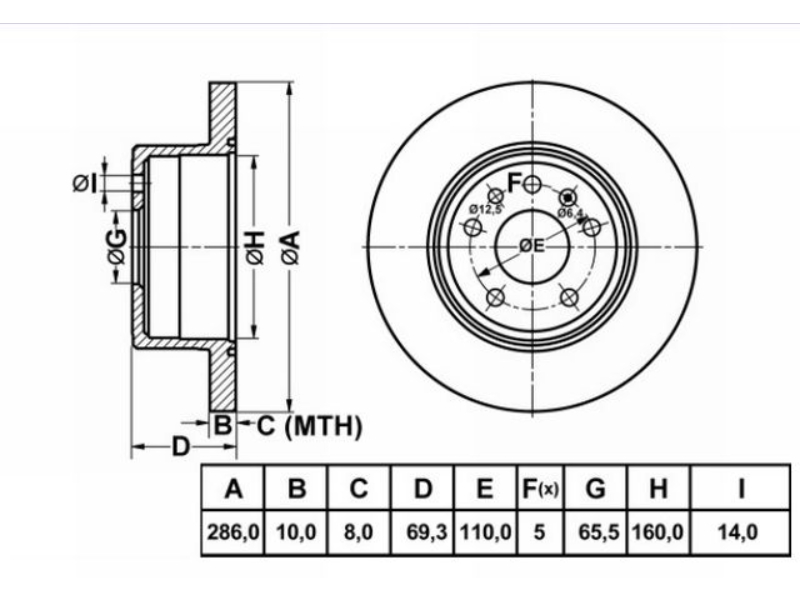 F
ØI
Ø12,5
Ø6,4
ØG
ØH
ØA
ØE
B
C (MTH)
D
A B C D E F(x) G H I
286,0 10,0 8,0 69,3 110,0 5 65,5 160,0 14,0